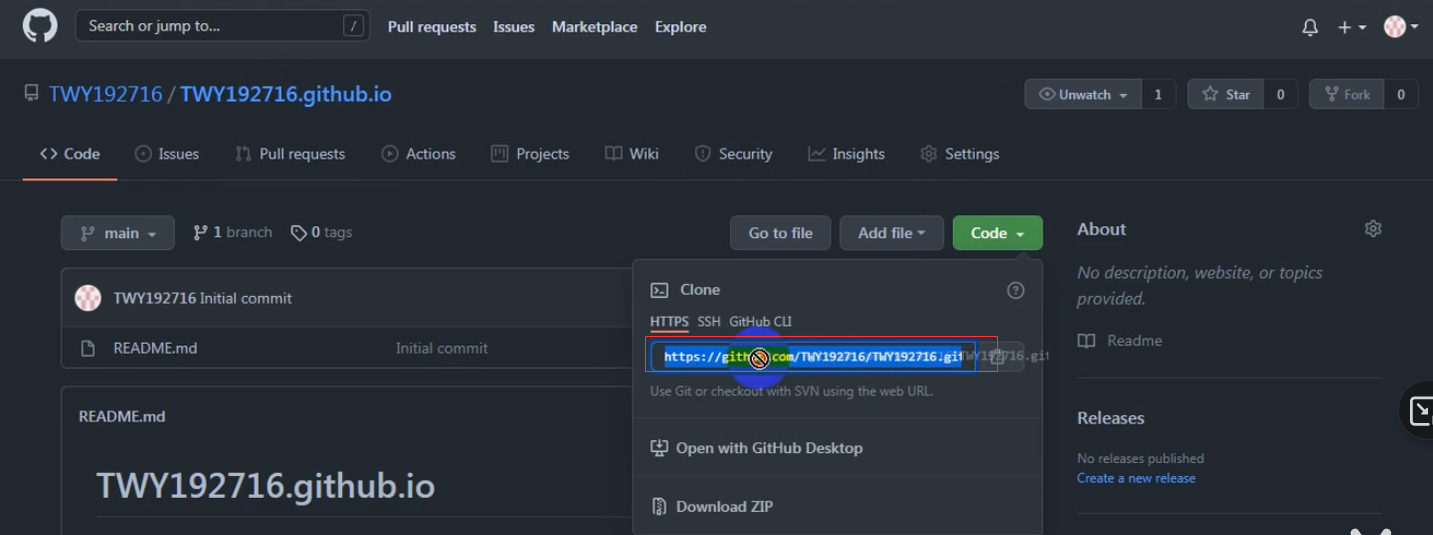 Search or jump to... /
Pull requests Issues Marketplace Explore
TWY192716 / TWY192716.github.io
Unwatch 1 Star 0 Fork 0
<> Code Issues Pull requests Actions Projects Wiki Security Insights Settings
main 1 branch 0 tags
Go to file Add file Code
TWY192716 Initial commit
README.md Initial commit
README.md
TWY192716.github.io
Clone
HTTPS SSH GitHub CLI
https://github.com/TWY192716/TWY192716.git
Use Git or checkout with SVN using the web URL.
Open with GitHub Desktop
Download ZIP
About
No description, website, or topics
provided.
Readme
Releases
No releases published
Create a new release